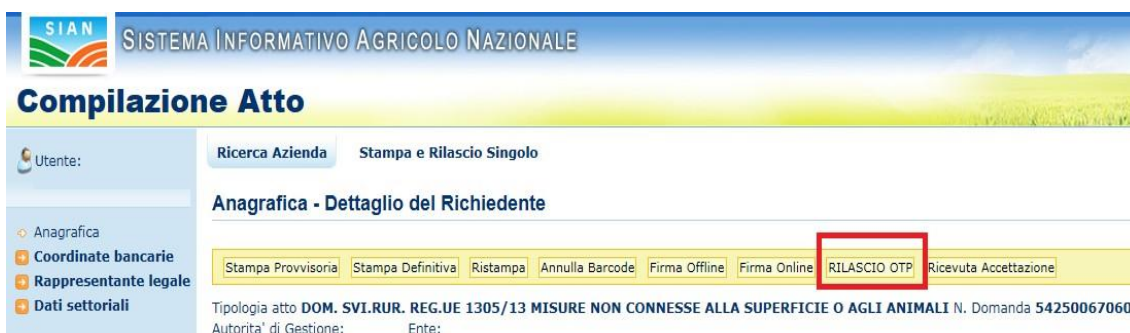 SIAN
SISTEMA INFORMATIVO AGRICOLO NAZIONALE
Compilazione Atto
Utente:
Ricerca Azienda Stampa e Rilascio Singolo
Anagrafica - Dettaglio del Richiedente
Anagrafica
Coordinate bancarie
Rappresentante legale
Dati settoriali
Stampa Provvisoria Stampa Definitiva Ristampa Annulla Barcode Firma Offline Firma Online RILASCIO OTP Ricevuta Accettazione
Tipologia atto DOM. SVI.RUR. REG.UE 1305/13 MISURE NON CONNESSE ALLA SUPERFICIE O AGLI ANIMALI N. Domanda 54250067060
Autorita' di Gestione: Ente: